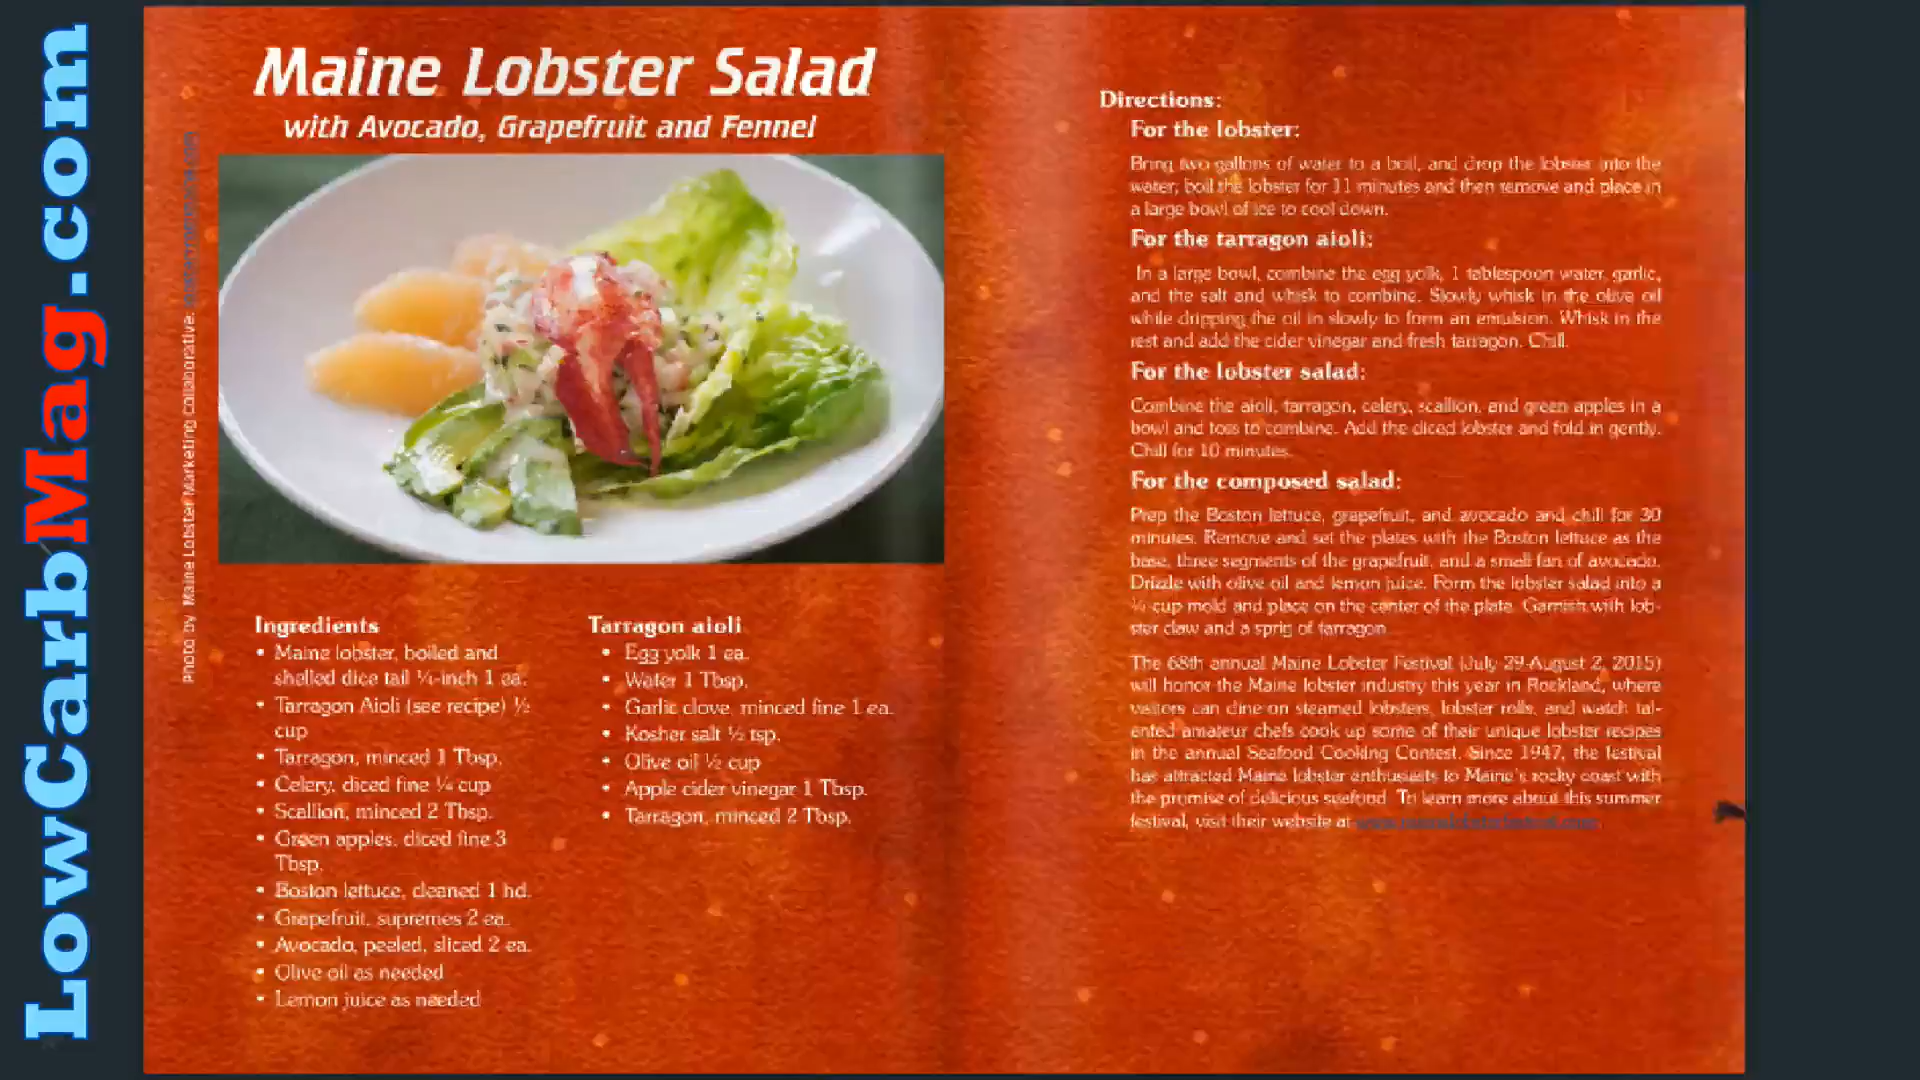 LowCarbMag.com
Maine Lobster Salad
with Avocado, Grapefruit and Fennel
Photo by Maine Lobster Marketing Collaborative:
Ingredients
• Maine lobster, boiled and
shelled dice tail ¼-inch 1 ea.
• Tarragon Aioli (see recipe) ½
cup
• Tarragon, minced 1 Tbsp.
• Celery, diced fine ¼ cup
• Scallion, minced 2 Tbsp.
• Green apples, diced fine 3
Tbsp.
• Boston lettuce, cleaned 1 hd.
• Grapefruit, supremes 2 ea.
• Avocado, peeled, sliced 2 ea.
• Olive oil as needed
• Lemon juice as needed
Tarragon aioli
• Egg yolk 1 ea.
• Water 1 Tbsp.
• Garlic clove, minced fine 1 ea.
• Kosher salt ½ tsp.
• Olive oil ½ cup
• Apple cider vinegar 1 Tbsp.
• Tarragon, minced 2 Tbsp.
Directions:
For the lobster:
Bring two gallons of water to a boil, and drop the lobster into the
water; boil the lobster for 11 minutes and then remove and place in
a large bowl of ice to cool down.
For the tarragon aioli:
In a large bowl, combine the egg yolk, 1 tablespoon water, garlic,
and the salt and whisk to combine. Slowly whisk in the olive oil
while dripping the oil in slowly to form an emulsion. Whisk in the
rest and add the cider vinegar and fresh tarragon. Chill.
For the lobster salad:
Combine the aioli, tarragon, celery, scallion, and green apples in a
bowl and toss to combine. Add the diced lobster and fold in gently.
Chill for 10 minutes.
For the composed salad:
Prep the Boston lettuce, grapefruit, and avocado and chill for 30
minutes. Remove and set the plates with the Boston lettuce as the
base, three segments of the grapefruit, and a small fan of avocado.
Drizzle with olive oil and lemon juice. Form the lobster salad into a
cup mold and place on the center of the plate. Garnish with lob-
ster claw and a sprig of tarragon
The 68th annual Maine Lobster Festival (July 29-August 2, 2015)
will honor the Maine lobster industry this year in Rockland, where
visitors can dine on steamed lobsters, lobster rolls, and watch tal-
ented amateur chefs cook up some of their unique lobster recipes
in the annual Seafood Cooking Contest. Since 1947, the festival
has attracted Maine lobster enthusiasts to Maine's rocky coast with
the promise of delicious seafood. To learn more about this summer
festival, visit their website at